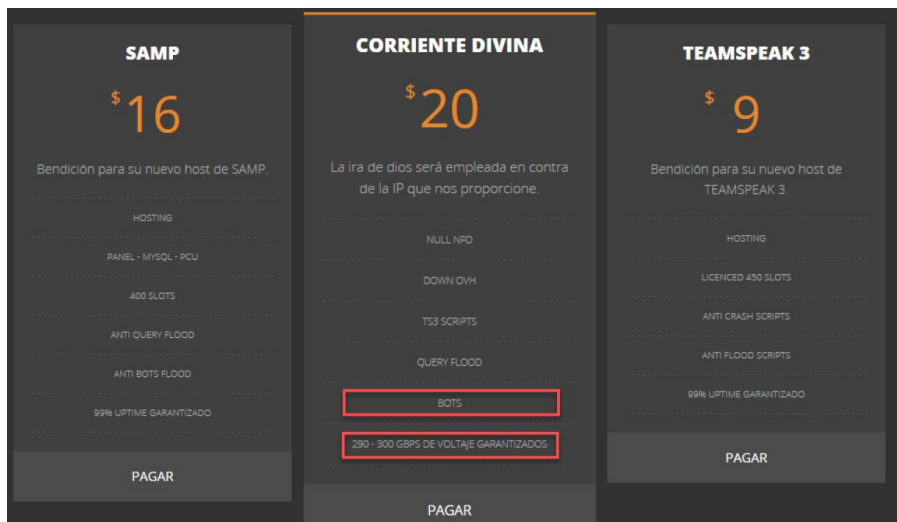 SAMP
$16
Bendición para su nuevo host de SAMP.
HOSTING
PANEL - MYSQL - PCU
400 SLOTS
ANTI QUERY FLOOD
ANTI BOTS FLOOD
99% UPTIME GARANTIZADO
PAGAR
CORRIENTE DIVINA
$20
La ira de dios será empleada en contra
de la IP que nos proporcione.
NULL NFO
DOWN OVH
TS3 SCRIPTS
QUERY FLOOD
BOTS
290 - 300 GBPS DE VOLTAJE GARANTIZADOS
PAGAR
TEAMSPEAK 3
$9
Bendición para su nuevo host de
TEAMSPEAK 3.
HOSTING
LICENCED 450 SLOTS
ANTI CRASH SCRIPTS
ANTI FLOOD SCRIPTS
99% UPTIME GARANTIZADO
PAGAR